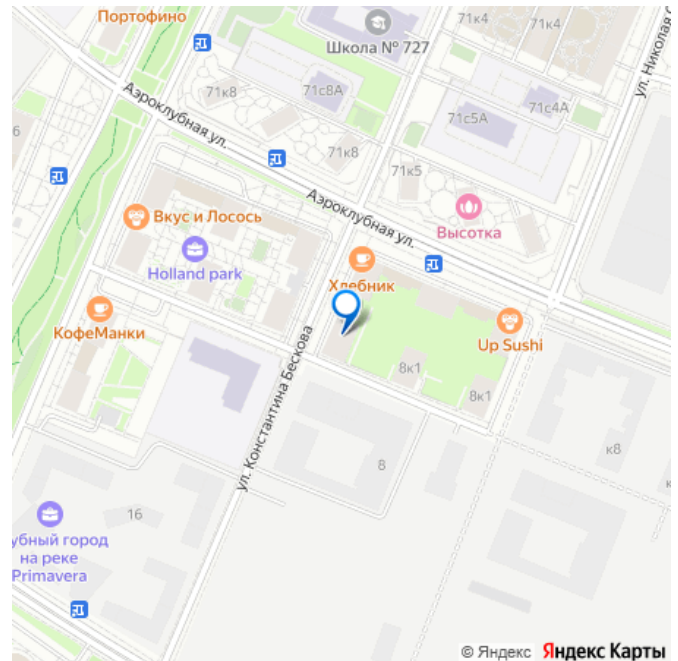 Портофино
71к4
71к4
Школа № 727
ул. Николая С
Аэроклубная ул.
71к8
71с8А
71с4А
71с5А
6
71к8
71к5
Аэроклубная ул.
Вкус и Лосось
Высотка
Holland park
Хлебник
КофеМанки
Up Sushi
ул. Константина Бескова
8к1
8к1
к8
8
к
16
убный город
на реке
Primavera
© Яндекс Яндекс Карты